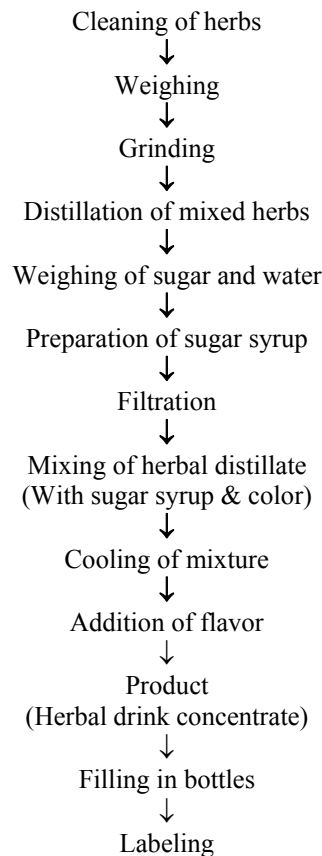 Cleaning of herbs
Weighing
Grinding
Distillation of mixed herbs
Weighing of sugar and water
Preparation of sugar syrup
Filtration
Mixing of herbal distillate
(With sugar syrup & color)
Cooling of mixture
Addition of flavor
Product
(Herbal drink concentrate)
Filling in bottles
Labeling